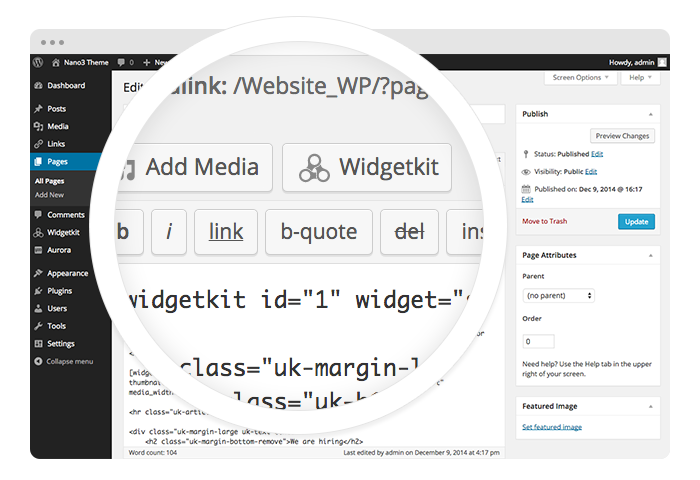 Nano3 Theme 0 New
Howdy, admin
Screen Options Help
Dashboard
Posts
Media
Links
Pages
All Pages
Add New
Comments
Widgetkit
Aurora
Appearance
Plugins
Users
Tools
Settings
Collapse menu
Edit
link: /Website_WP/?pag
Add Media Widgetkit
b i link b-quote del ins
widgetkit id="1" widget="
class="uk-margin-l
class="uk-h
[widg
thumbna
media_width
<hr class="uk-artic
<div class="uk-margin-large uk-text
<h2 class="uk-margin-bottom-remove">We are hiring</h2>
Word count: 104 Last edited by admin on December 9, 2014 at 4:17 pm
Publish
Preview Changes
Status: Published Edit
Visibility: Public Edit
Published on: Dec 9, 2014 @ 16:17
Edit
Move to Trash Update
Page Attributes
Parent
(no parent)
Order
0
Need help? Use the Help tab in the upper
right of your screen.
Featured Image
Set featured image